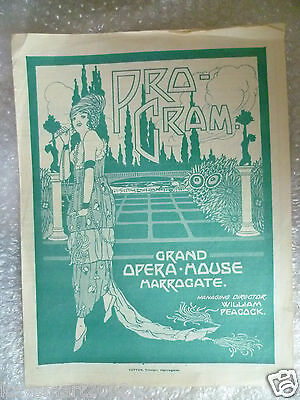 PRO-
GRAM.
GRAND
OPERA·HOUSE
HARROGATE.
MANAGING DIRECTOR,
WILLIAM
PEACOCK.